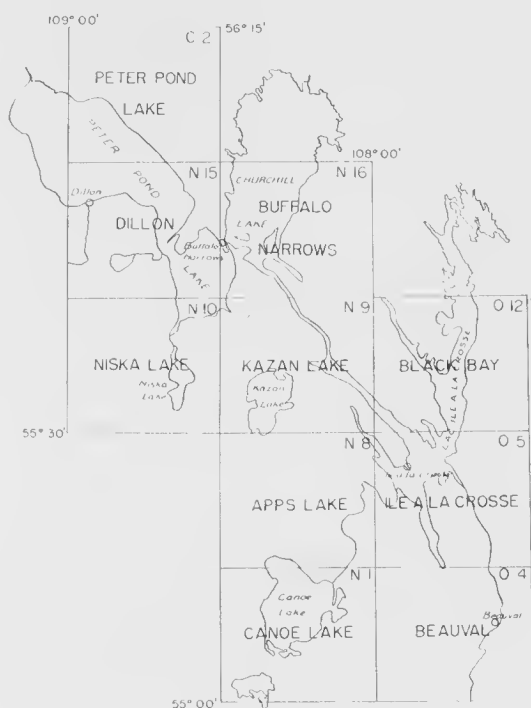 109° 00'
C 2
56° 15'
PETER POND
LAKE
PETER
POND
LAKE
108° 00'
N 15
N 16
CHURCHILL
LAKE
Dillon
DILLON
BUFFALO
NARROWS
Buffalo
Narrows
N 10
N 9
O 12
NISKA LAKE
KAZAN LAKE
BLACK BAY
Niska
Lake
Kazan
Lake
LAC ILE A LA CROSSE
55° 30'
N 8
O 5
APPS LAKE
ILE A LA CROSSE
N 1
O 4
Canoe
Lake
CANOE LAKE
Beauval
BEAUVAL
55° 00'